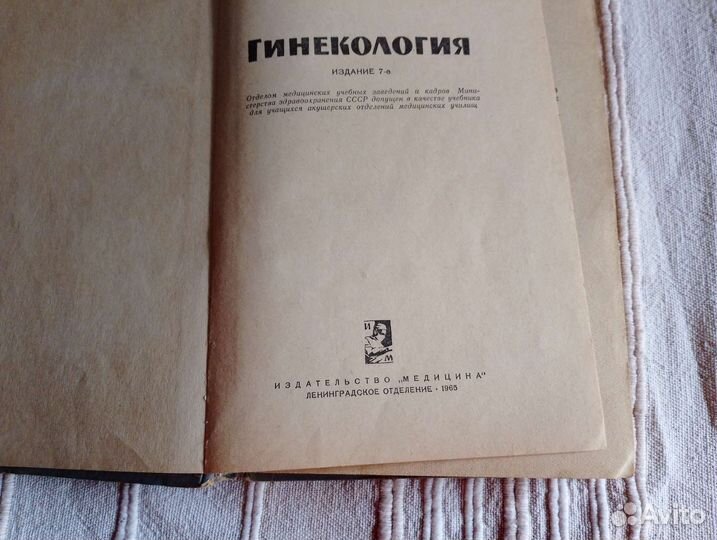 ГИНЕКОЛОГИЯ
ИЗДАНИЕ 7-е
Отделом медицинских учебных заведений и кадров Мини-
стерства здравоохранения СССР допущен в качестве учебника
для учащихся акушерских отделений медицинских училищ
И
М
ИЗДАТЕЛЬСТВО „МЕДИЦИНА"
ЛЕНИНГРАДСКОЕ ОТДЕЛЕНИЕ · 1965
Avito